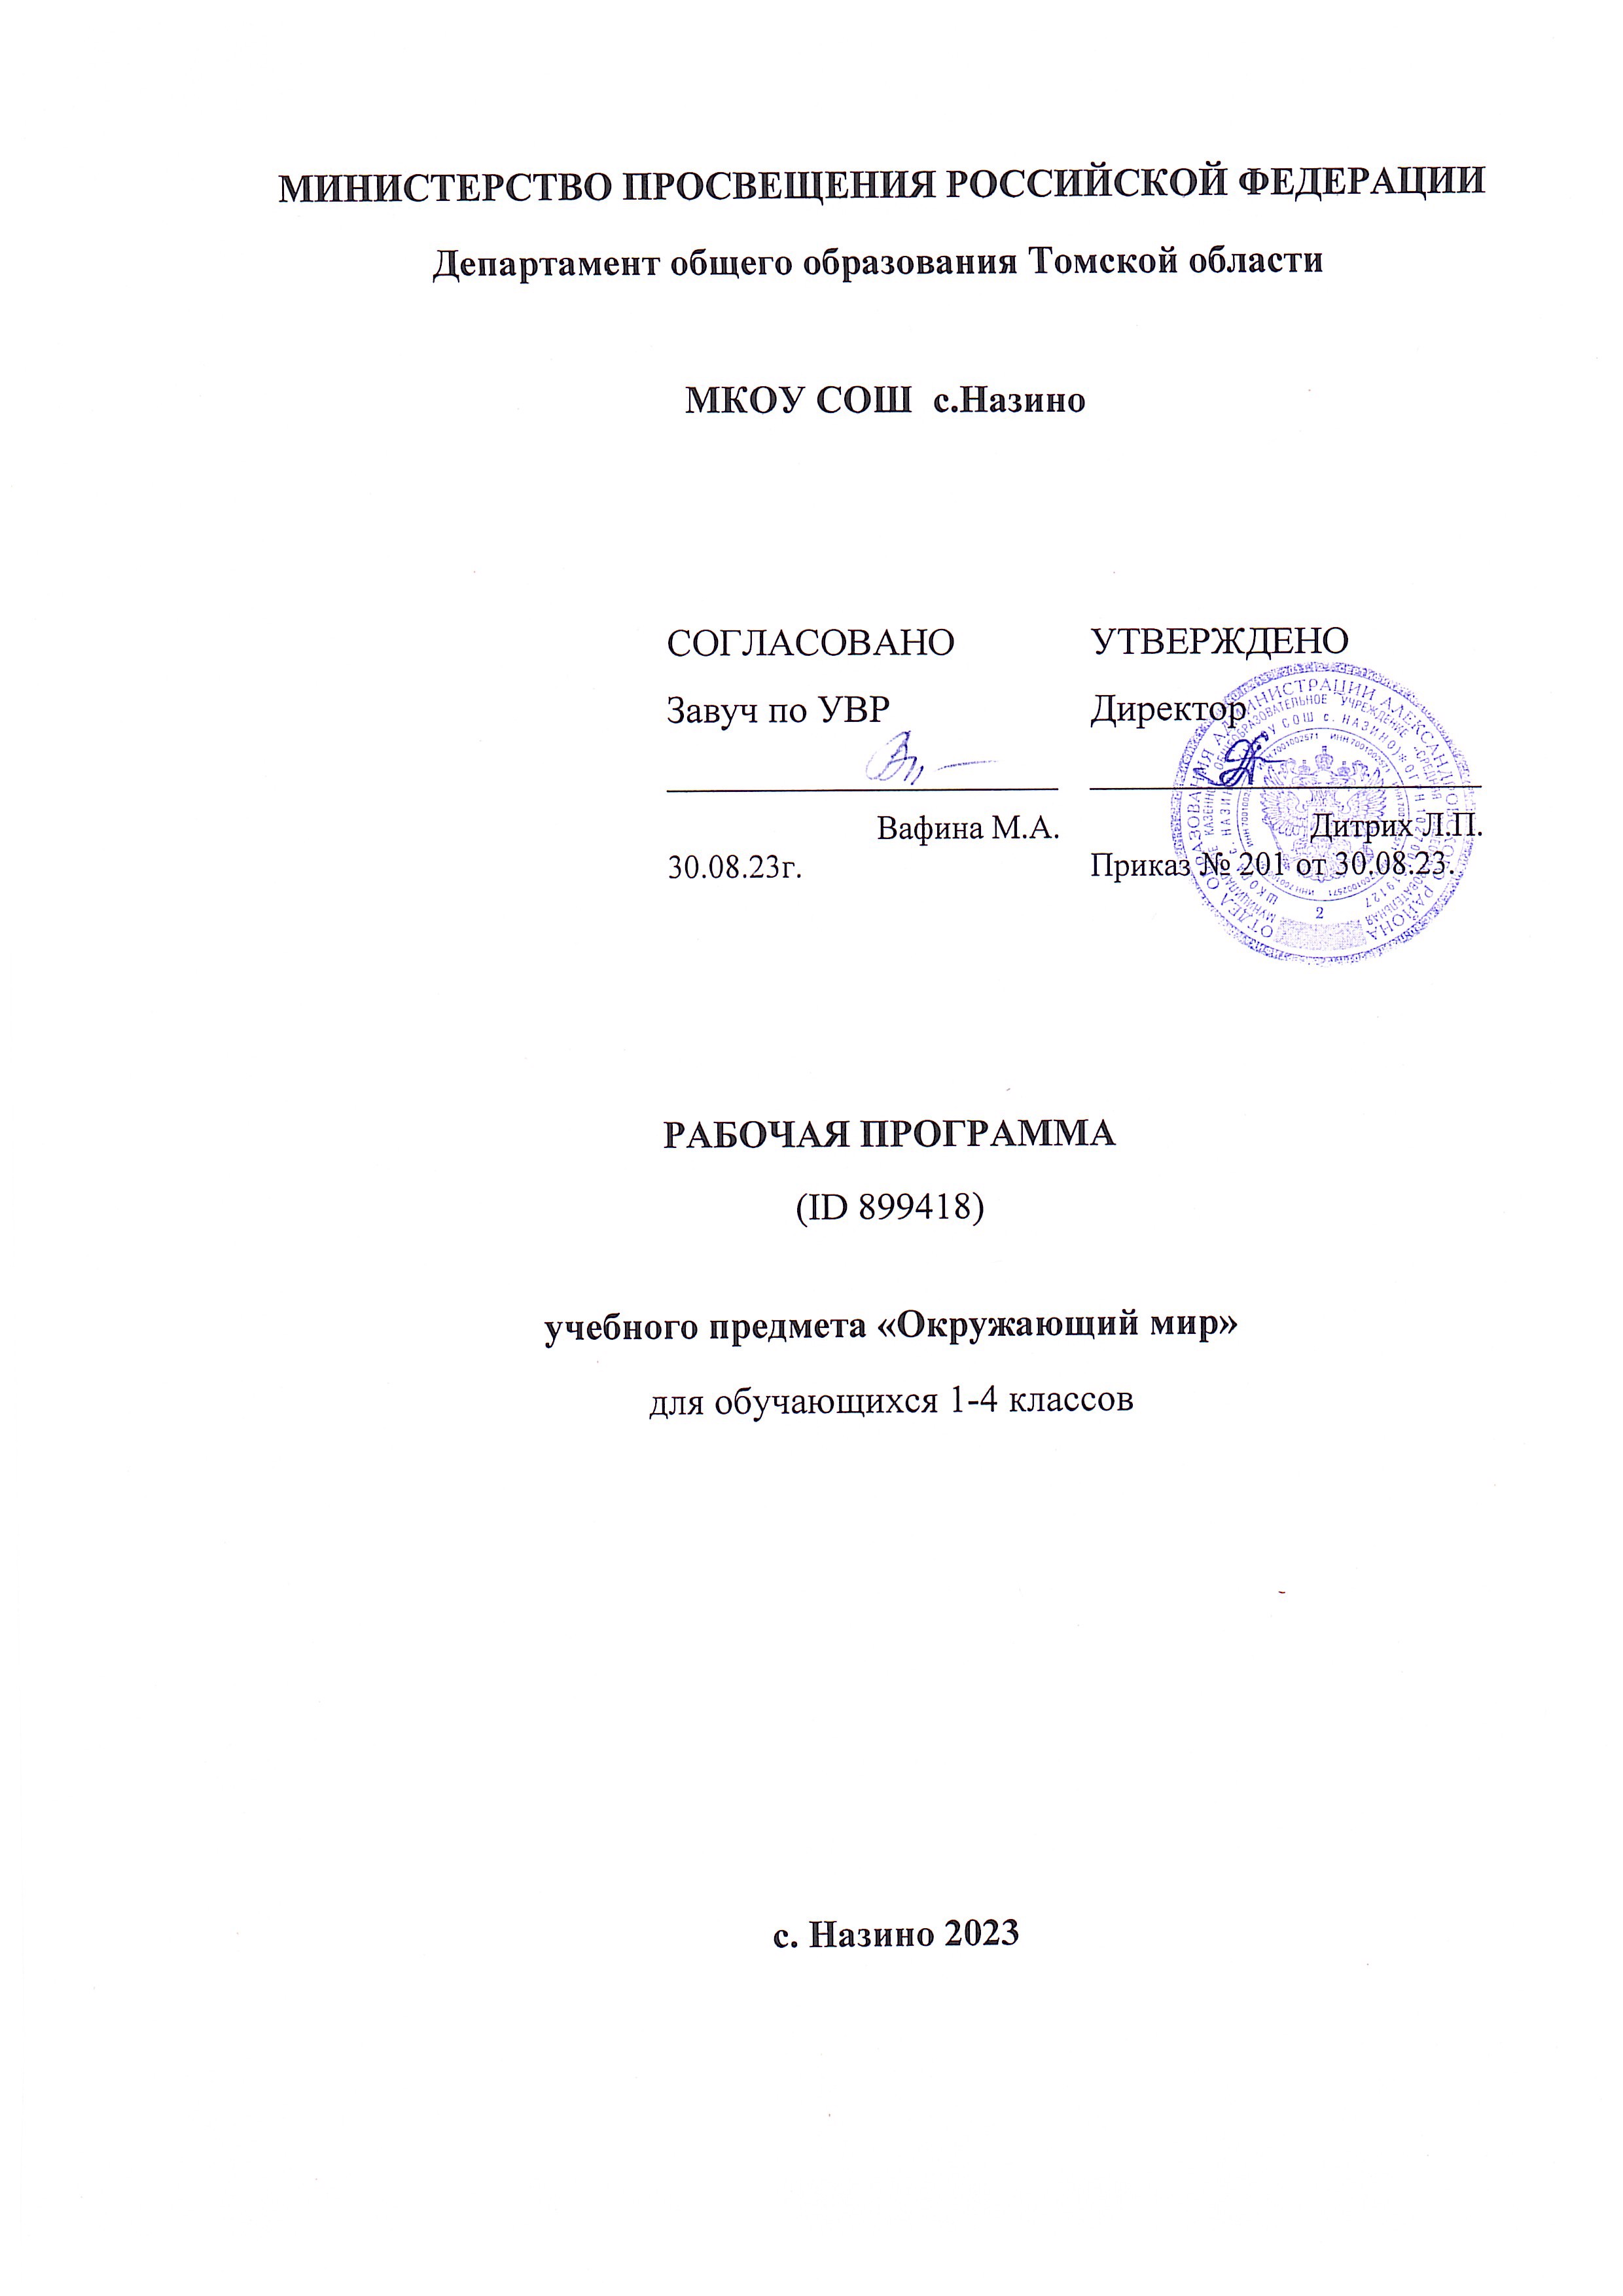 МИНИСТЕРСТВО ПРОСВЕЩЕНИЯ РОССИЙСКОЙ ФЕДЕРАЦИИ
Департамент общего образования Томской области
МКОУ СОШ с.Назино
СОГЛАСОВАНО
Завуч по УВР
Вафина М.А.
30.08.23г.
УТВЕРЖДЕНО
Директор
Дитрих Л.П.
Приказ № 201 от 30.08.23.
РАБОЧАЯ ПРОГРАММА
(ID 899418)
учебного предмета «Окружающий мир»
для обучающихся 1-4 классов
с. Назино 2023